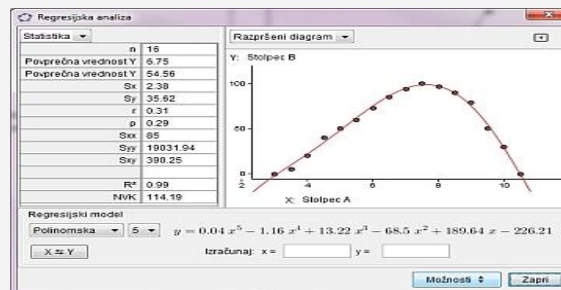 Regresijska analiza
Statistika
n 16
Povprečna vrednost Y 6.75
Povprečna vrednost Y 54.56
Sx 2.38
Sy 35.62
r 0.31
ρ 0.29
Sxx 85
Syy 19031.94
Sxy 390.25
R² 0.99
NVK 114.19
Razpršeni diagram
Y: Stolpec B
100
50
0
2 4 6 8 10
X: Stolpec A
Regresijski model
Polinomska 5 y = 0.04 x⁵ − 1.16 x⁴ + 13.22 x³ − 68.5 x² + 189.64 x − 226.21
X ⇆ Y Izračunaj: x = y =
Možnosti Zapri